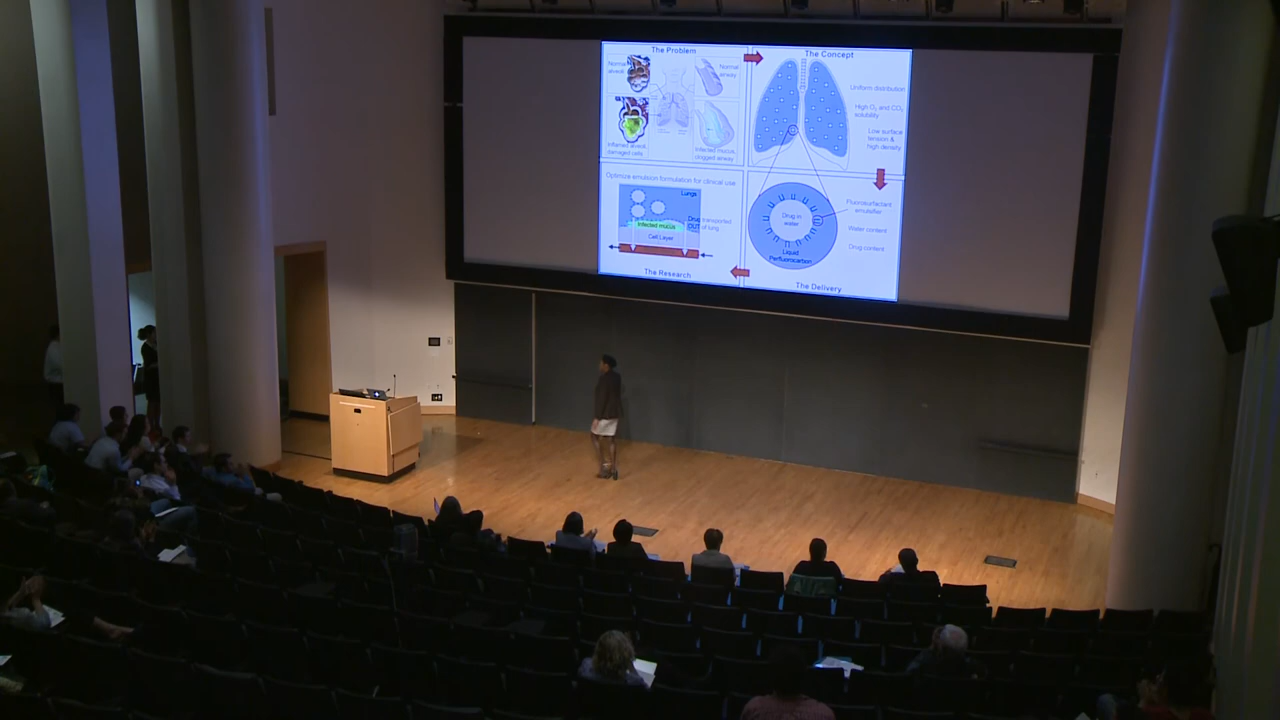 The Problem
Normal
alveoli
Normal
airway
Inflamed alveoli,
damaged cells
Infected mucus,
clogged airway
The Concept
Uniform distribution
High O2 and CO2
solubility
Low surface
tension &
high density
Fluorosurfactant
emulsifier
Water content
Drug content
Drug in
water
Liquid
Perfluorocarbon
The Delivery
Optimize emulsion formulation for clinical use
Lungs
Drug transported
OUT of lung
Infected mucus
Cell Layer
The Research